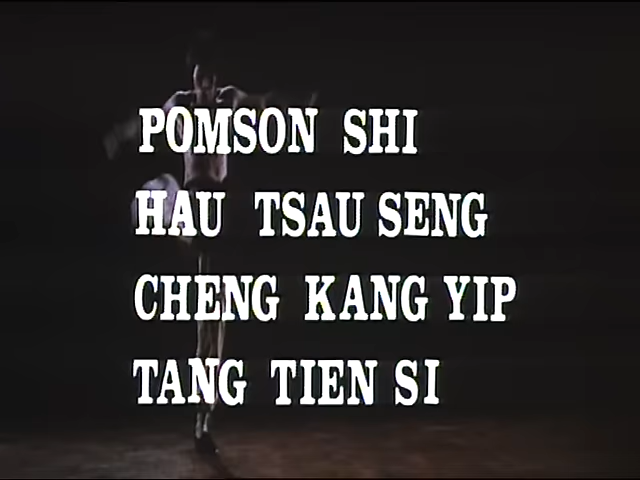 POMSON SHI
HAU TSAU SENG
CHENG KANG YIP
TANG TIEN SI